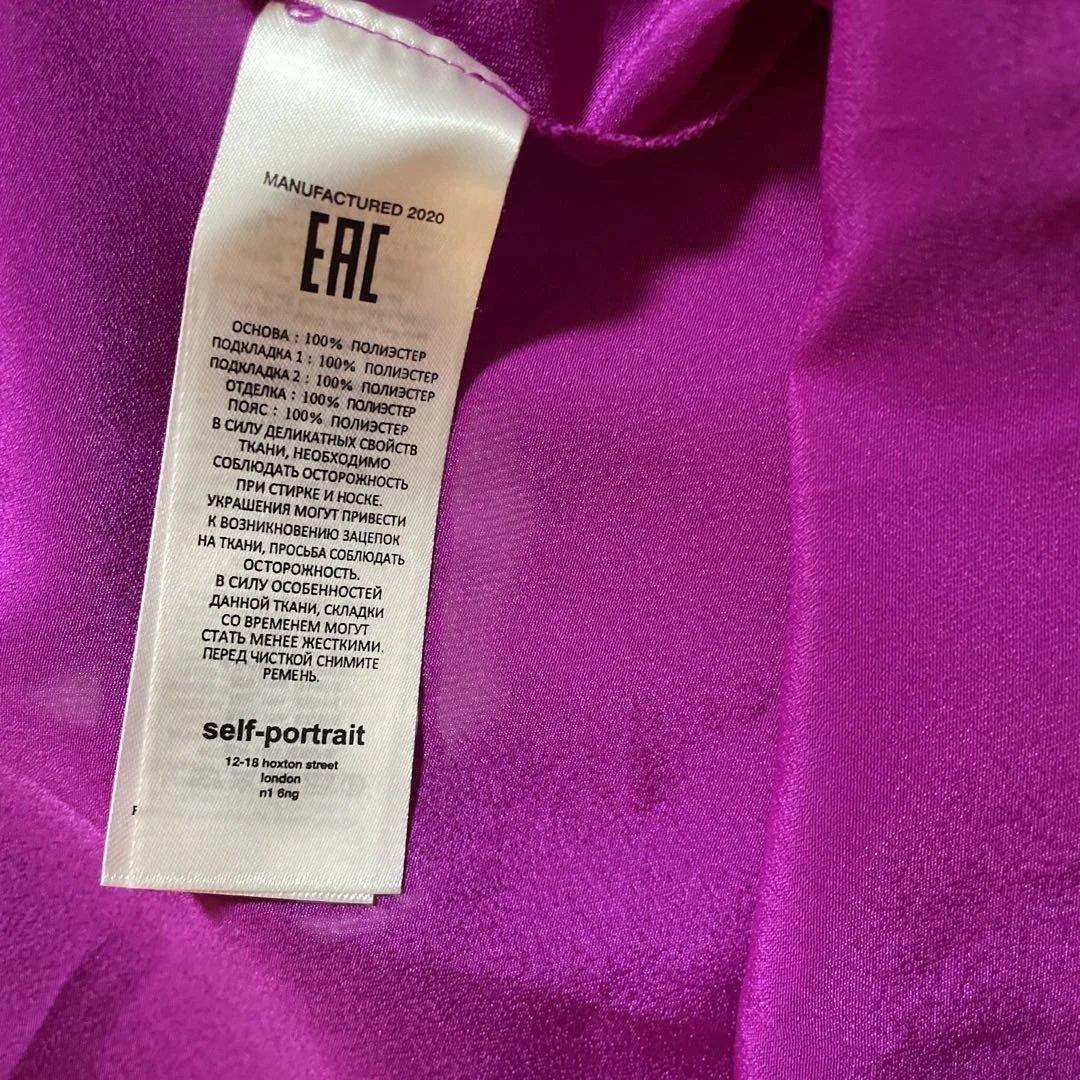 MANUFACTURED 2020
EAC
ОСНОВА : 100% ПОЛИЭСТЕР
ПОДКЛАДКА 1 : 100% ПОЛИЭСТЕР
ПОДКЛАДКА 2 : 100% ПОЛИЭСТЕР
ОТДЕЛКА : 100% ПОЛИЭСТЕР
ПОЯС : 100% ПОЛИЭСТЕР
В СИЛУ ДЕЛИКАТНЫХ СВОЙСТВ
ТКАНИ, НЕОБХОДИМО
СОБЛЮДАТЬ ОСТОРОЖНОСТЬ
ПРИ СТИРКЕ И НОСКЕ.
УКРАШЕНИЯ МОГУТ ПРИВЕСТИ
К ВОЗНИКНОВЕНИЮ ЗАЦЕПОК
НА ТКАНИ, ПРОСЬБА СОБЛЮДАТЬ
ОСТОРОЖНОСТЬ.
В СИЛУ ОСОБЕННОСТЕЙ
ДАННОЙ ТКАНИ, СКЛАДКИ
СО ВРЕМЕНЕМ МОГУТ
СТАТЬ МЕНЕЕ ЖЕСТКИМИ.
ПЕРЕД ЧИСТКОЙ СНИМИТЕ
РЕМЕНЬ.
self-portrait
12-18 hoxton street
london
n1 6ng